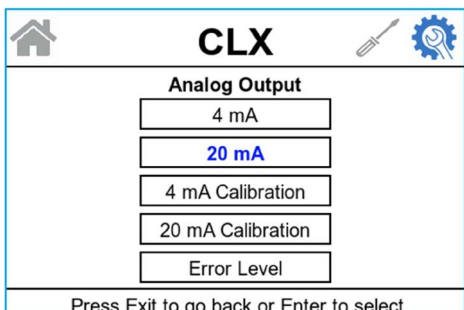 CLX
Analog Output
4 mA
20 mA
4 mA Calibration
20 mA Calibration
Error Level
Press Exit to go back or Enter to select